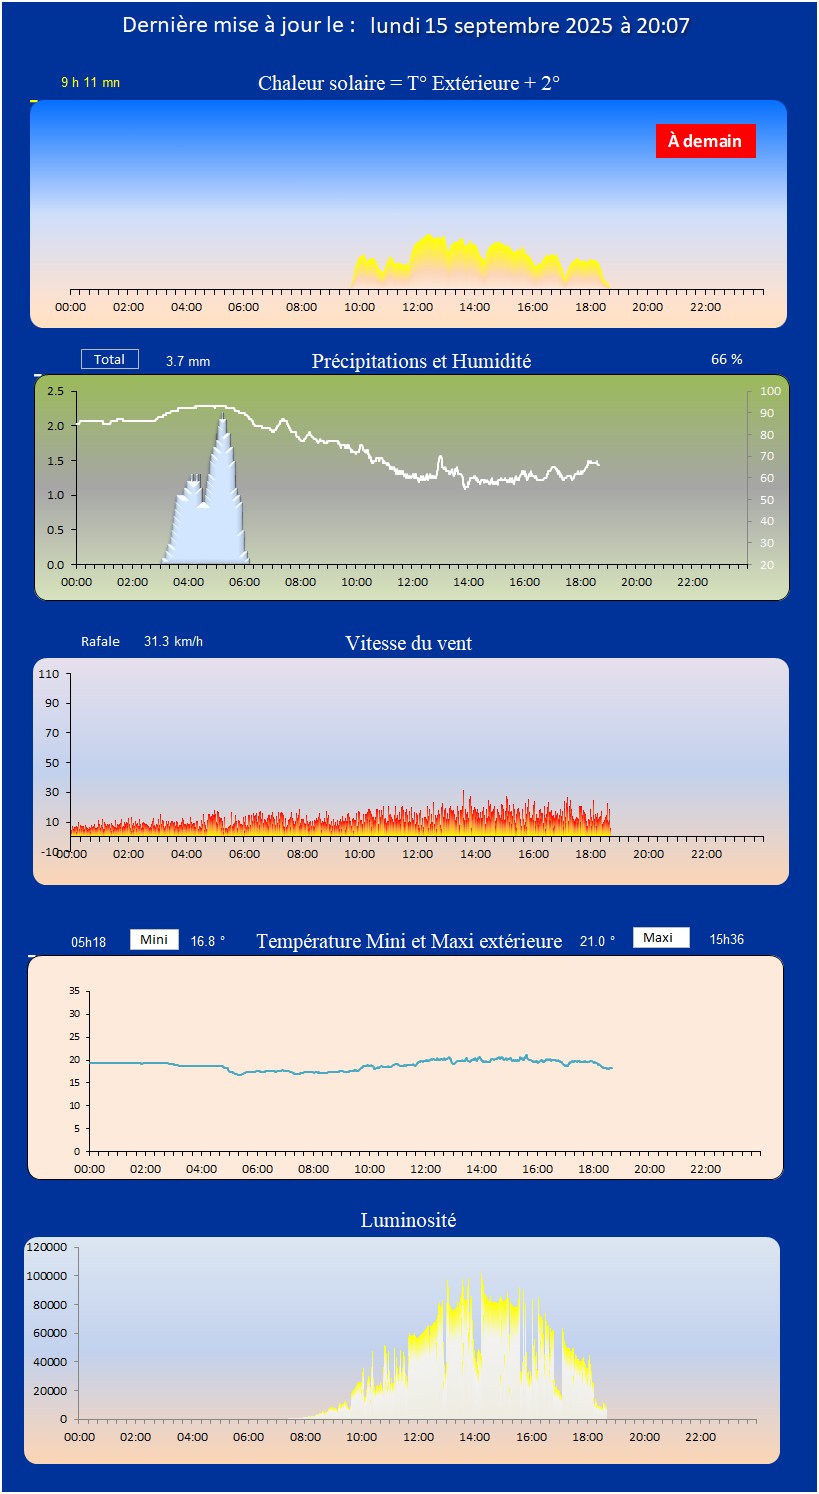 Dernière mise à jour le : lundi 15 septembre 2025 à 20:07
9 h 11 mn Chaleur solaire = T° Extérieure + 2°
À demain
00:00 02:00 04:00 06:00 08:00 10:00 12:00 14:00 16:00 18:00 20:00 22:00
Total 3.7 mm Précipitations et Humidité 66 %
2.5 100
90
2.0 80
70
1.5
60
1.0 50
40
0.5
30
0.0 20
00:00 02:00 04:00 06:00 08:00 10:00 12:00 14:00 16:00 18:00 20:00 22:00
Rafale 31.3 km/h Vitesse du vent
110
90
70
50
30
10
-10
00:00 02:00 04:00 06:00 08:00 10:00 12:00 14:00 16:00 18:00 20:00 22:00
05h18 Mini 16.8 ° Température Mini et Maxi extérieure 21.0 ° Maxi 15h36
35
30
25
20
15
10
5
0
00:00 02:00 04:00 06:00 08:00 10:00 12:00 14:00 16:00 18:00 20:00 22:00
Luminosité
120000
100000
80000
60000
40000
20000
0
00:00 02:00 04:00 06:00 08:00 10:00 12:00 14:00 16:00 18:00 20:00 22:00